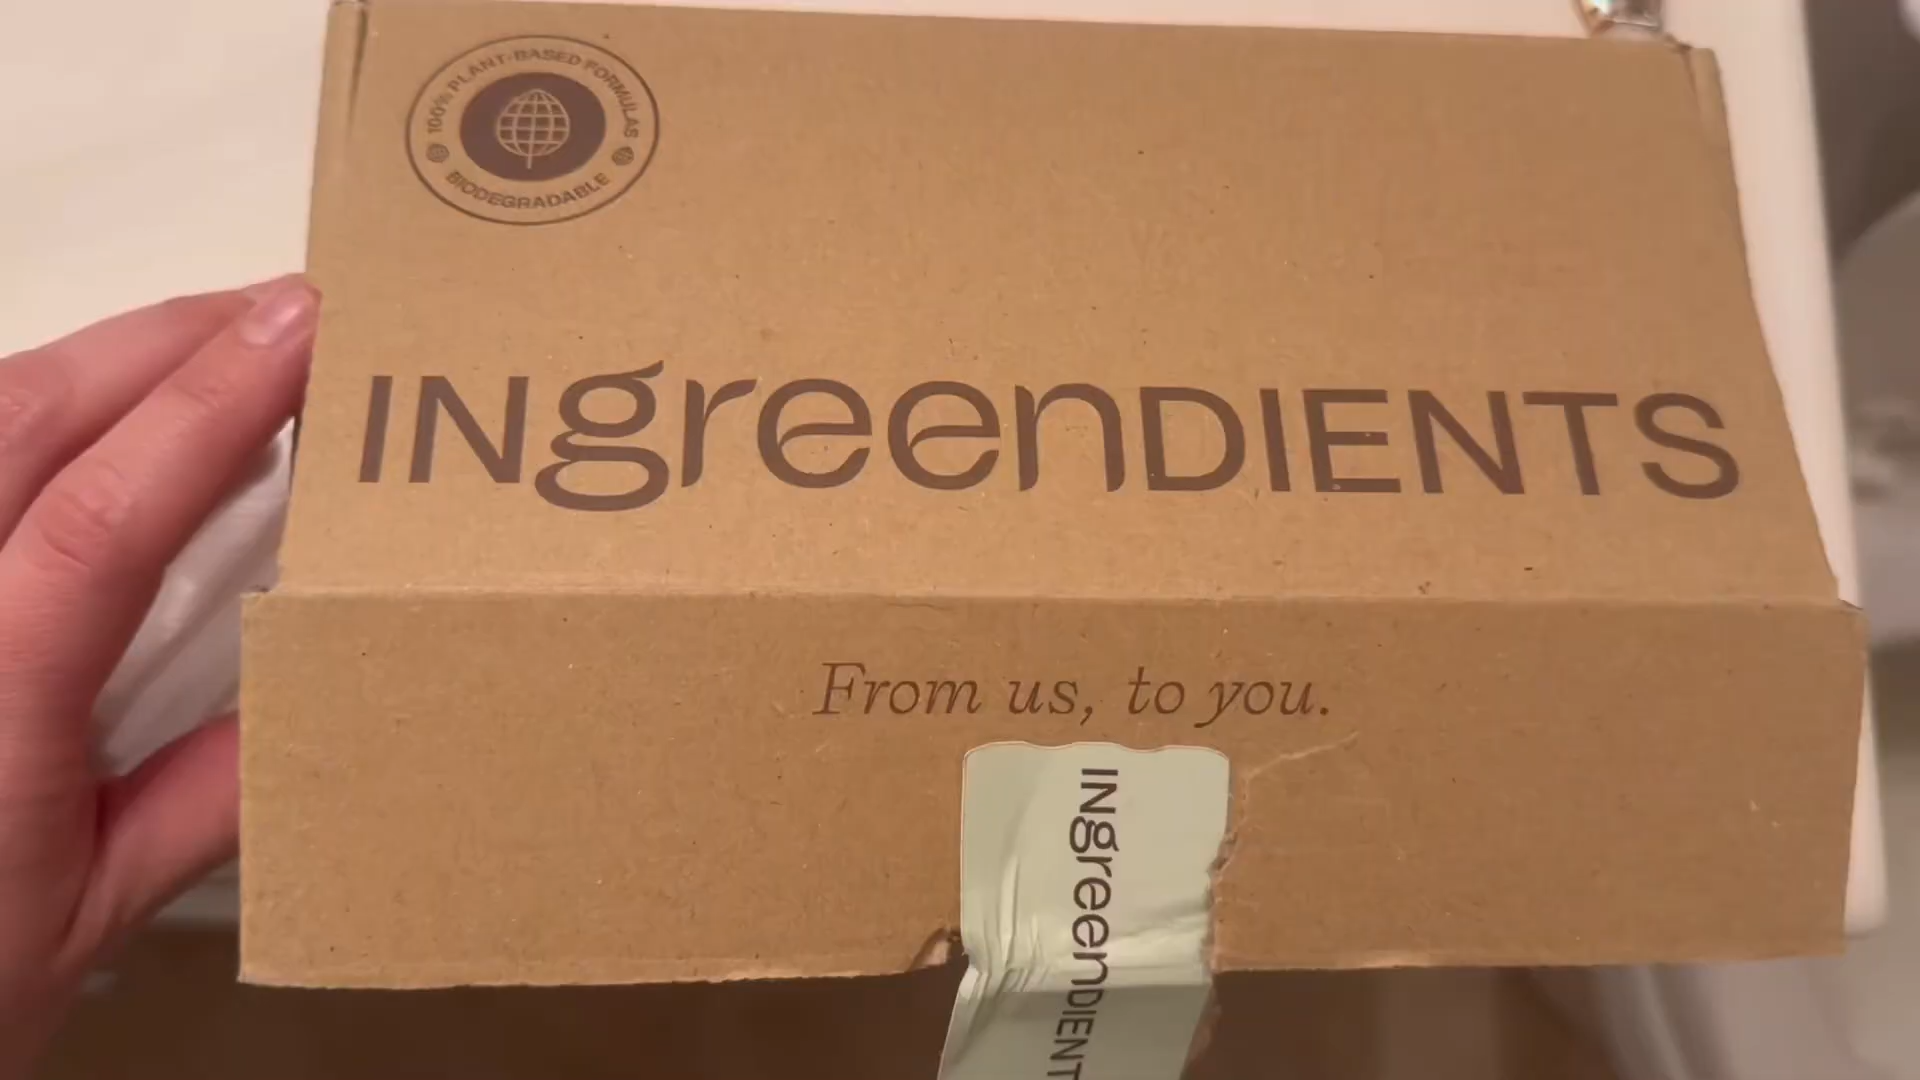 100% PLANT-BASED FORMULAS
BIODEGRADABLE
INgreenDIENTS
From us, to you.
INgreenDIENT